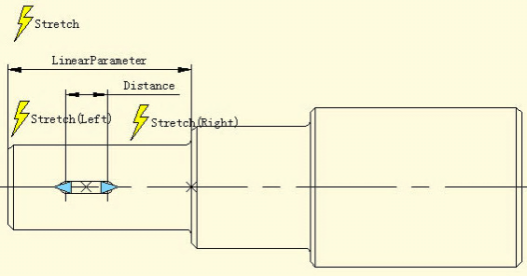 Stretch
LinearParameter
Distance
Stretch(Left)
Stretch(Right)